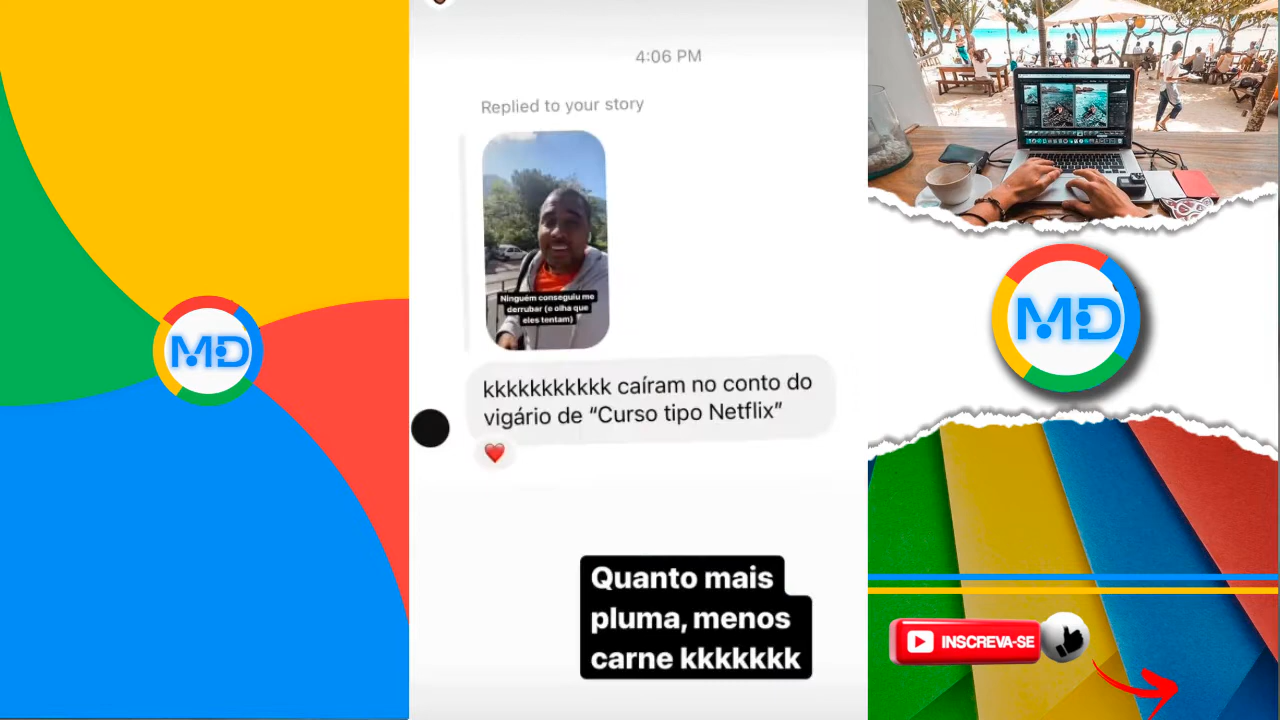 MD
4:06 PM
Replied to your story
Ninguém conseguiu me
derrubar (e olha que
eles tentam)
kkkkkkkkkkk caíram no conto do
vigário de “Curso tipo Netflix”
Quanto mais
pluma, menos
carne kkkkkkk
MD
INSCREVA-SE